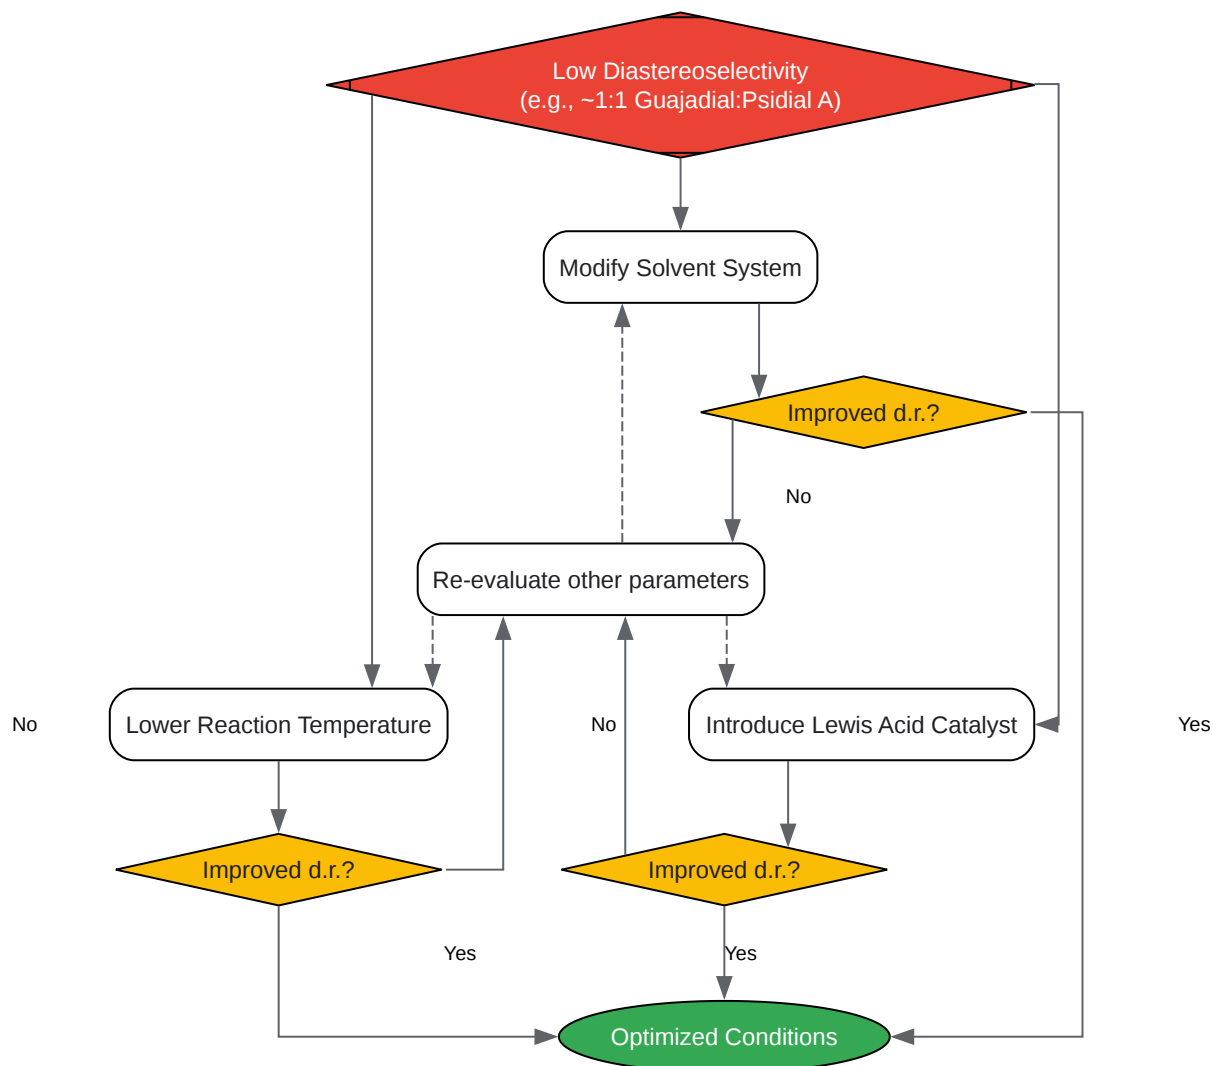 Low Diastereoselectivity
(e.g., ~1:1 Guajadial:Psidial A)
Modify Solvent System
Improved d.r.?
No
Re-evaluate other parameters
No
Lower Reaction Temperature
No
Introduce Lewis Acid Catalyst
Yes
Improved d.r.?
Improved d.r.?
Yes
Yes
Optimized Conditions